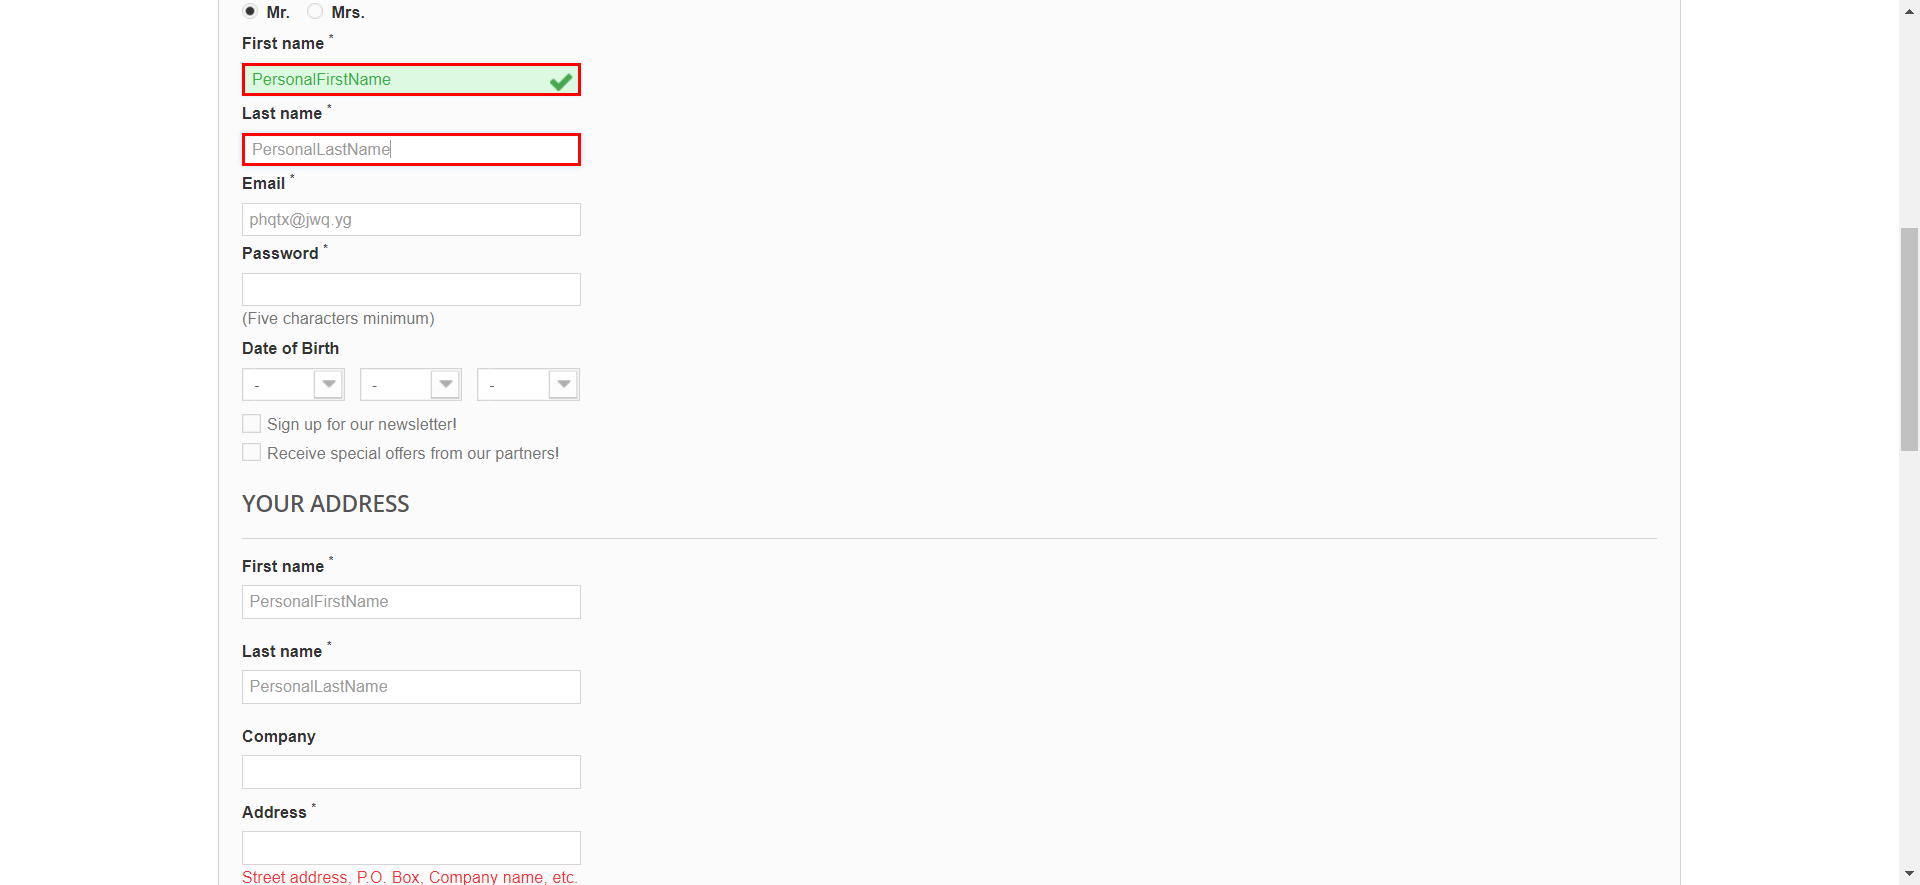 Mr. Mrs.
First name *
PersonalFirstName
Last name *
PersonalLastName
Email *
phqtx@jwq.yg
Password *
(Five characters minimum)
Date of Birth
- - -
Sign up for our newsletter!
Receive special offers from our partners!
YOUR ADDRESS
First name *
PersonalFirstName
Last name *
PersonalLastName
Company
Address *
Street address, P.O. Box, Company name, etc.